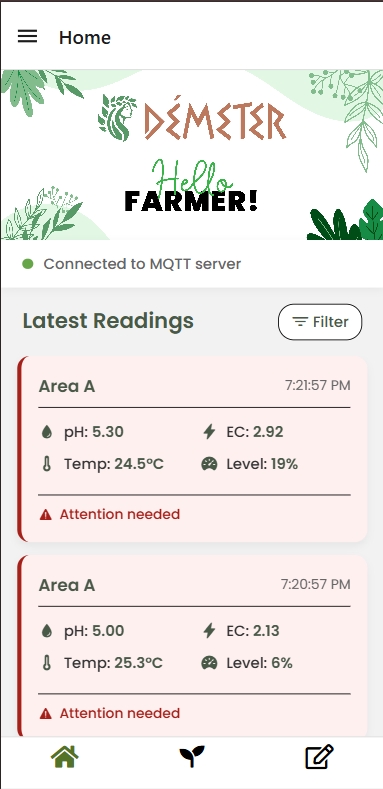 Home
DÉMETER
Hello
FARMER!
Connected to MQTT server
Latest Readings
Filter
Area A 7:21:57 PM
pH: 5.30 EC: 2.92
Temp: 24.5°C Level: 19%
Attention needed
Area A 7:20:57 PM
pH: 5.00 EC: 2.13
Temp: 25.3°C Level: 6%
Attention needed